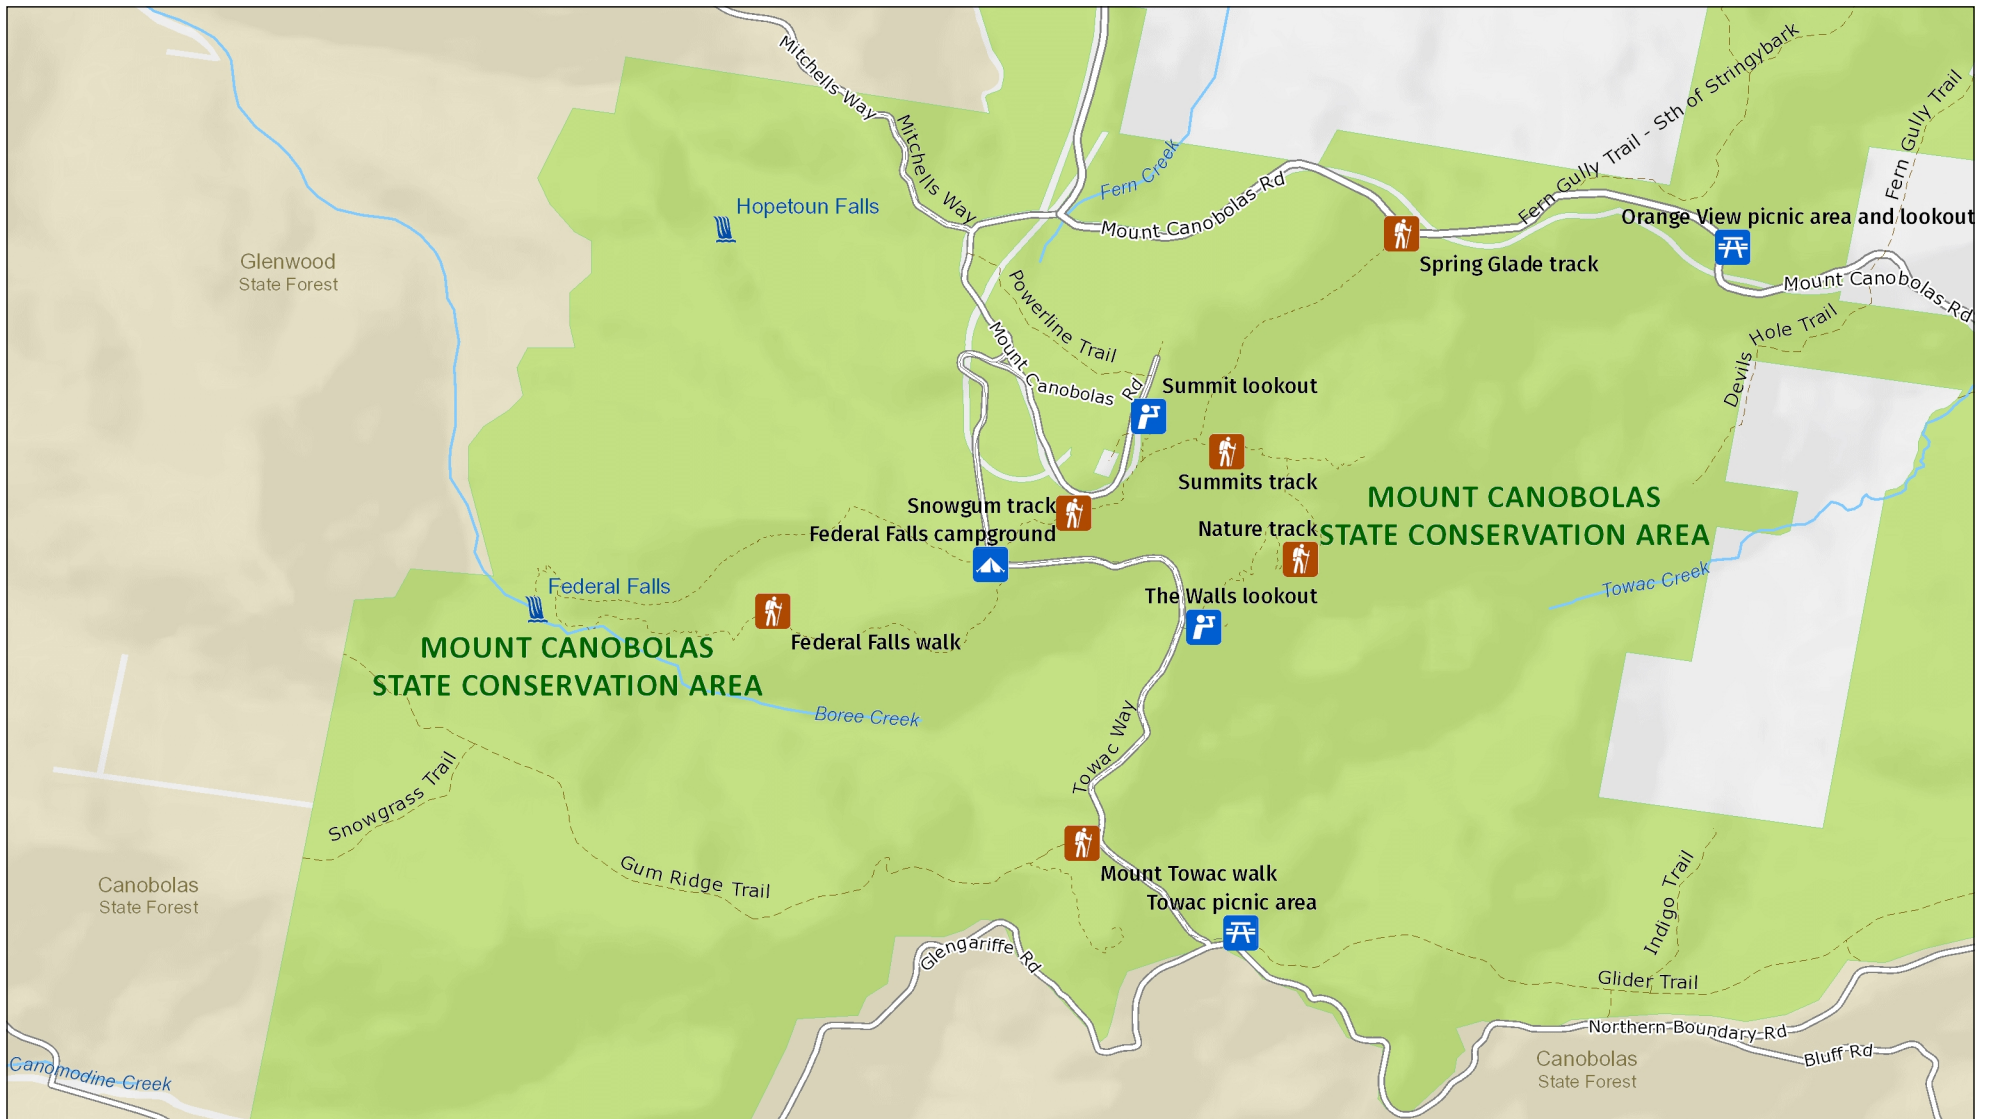 Mitchells Way
Mitchells Way
Fern Creek
Mount Canobolas Rd
Fern Gully Trail - Sth of Stringybark
Fern Gully Trail
Hopetoun Falls
Orange View picnic area and lookout
Spring Glade track
Glenwood
State Forest
Mount Canobolas Rd
Powerline Trail
Hole Trail
Devils
Mount Canobolas Rd
Summit lookout
Summits track
MOUNT CANOBOLAS
STATE CONSERVATION AREA
Snowgum track
Federal Falls campground
Nature track
Federal Falls
The Walls lookout
Towac Creek
Federal Falls walk
MOUNT CANOBOLAS
STATE CONSERVATION AREA
Boree Creek
Towac Way
Snowgrass Trail
Gum Ridge Trail
Mount Towac walk
Towac picnic area
Canobolas
State Forest
Glengariffe Rd
Indigo Trail
Glider Trail
Northern Boundary Rd
Bluff Rd
Canobolas
State Forest
Canomodine Creek